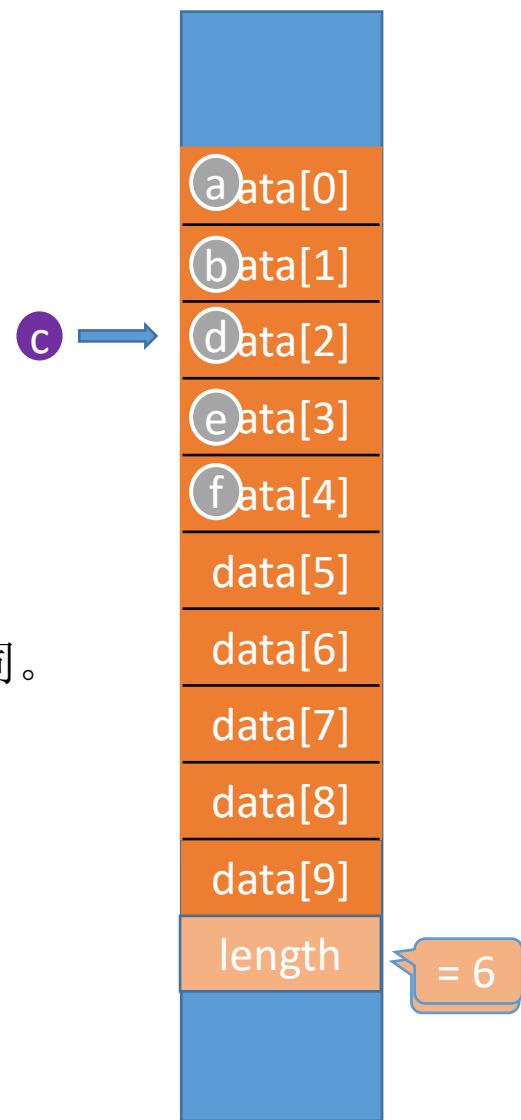 a ata[0]
b ata[1]
c d ata[2]
e ata[3]
f ata[4]
data[5]
data[6]
。
data[7]
data[8]
data[9]
length
= 6